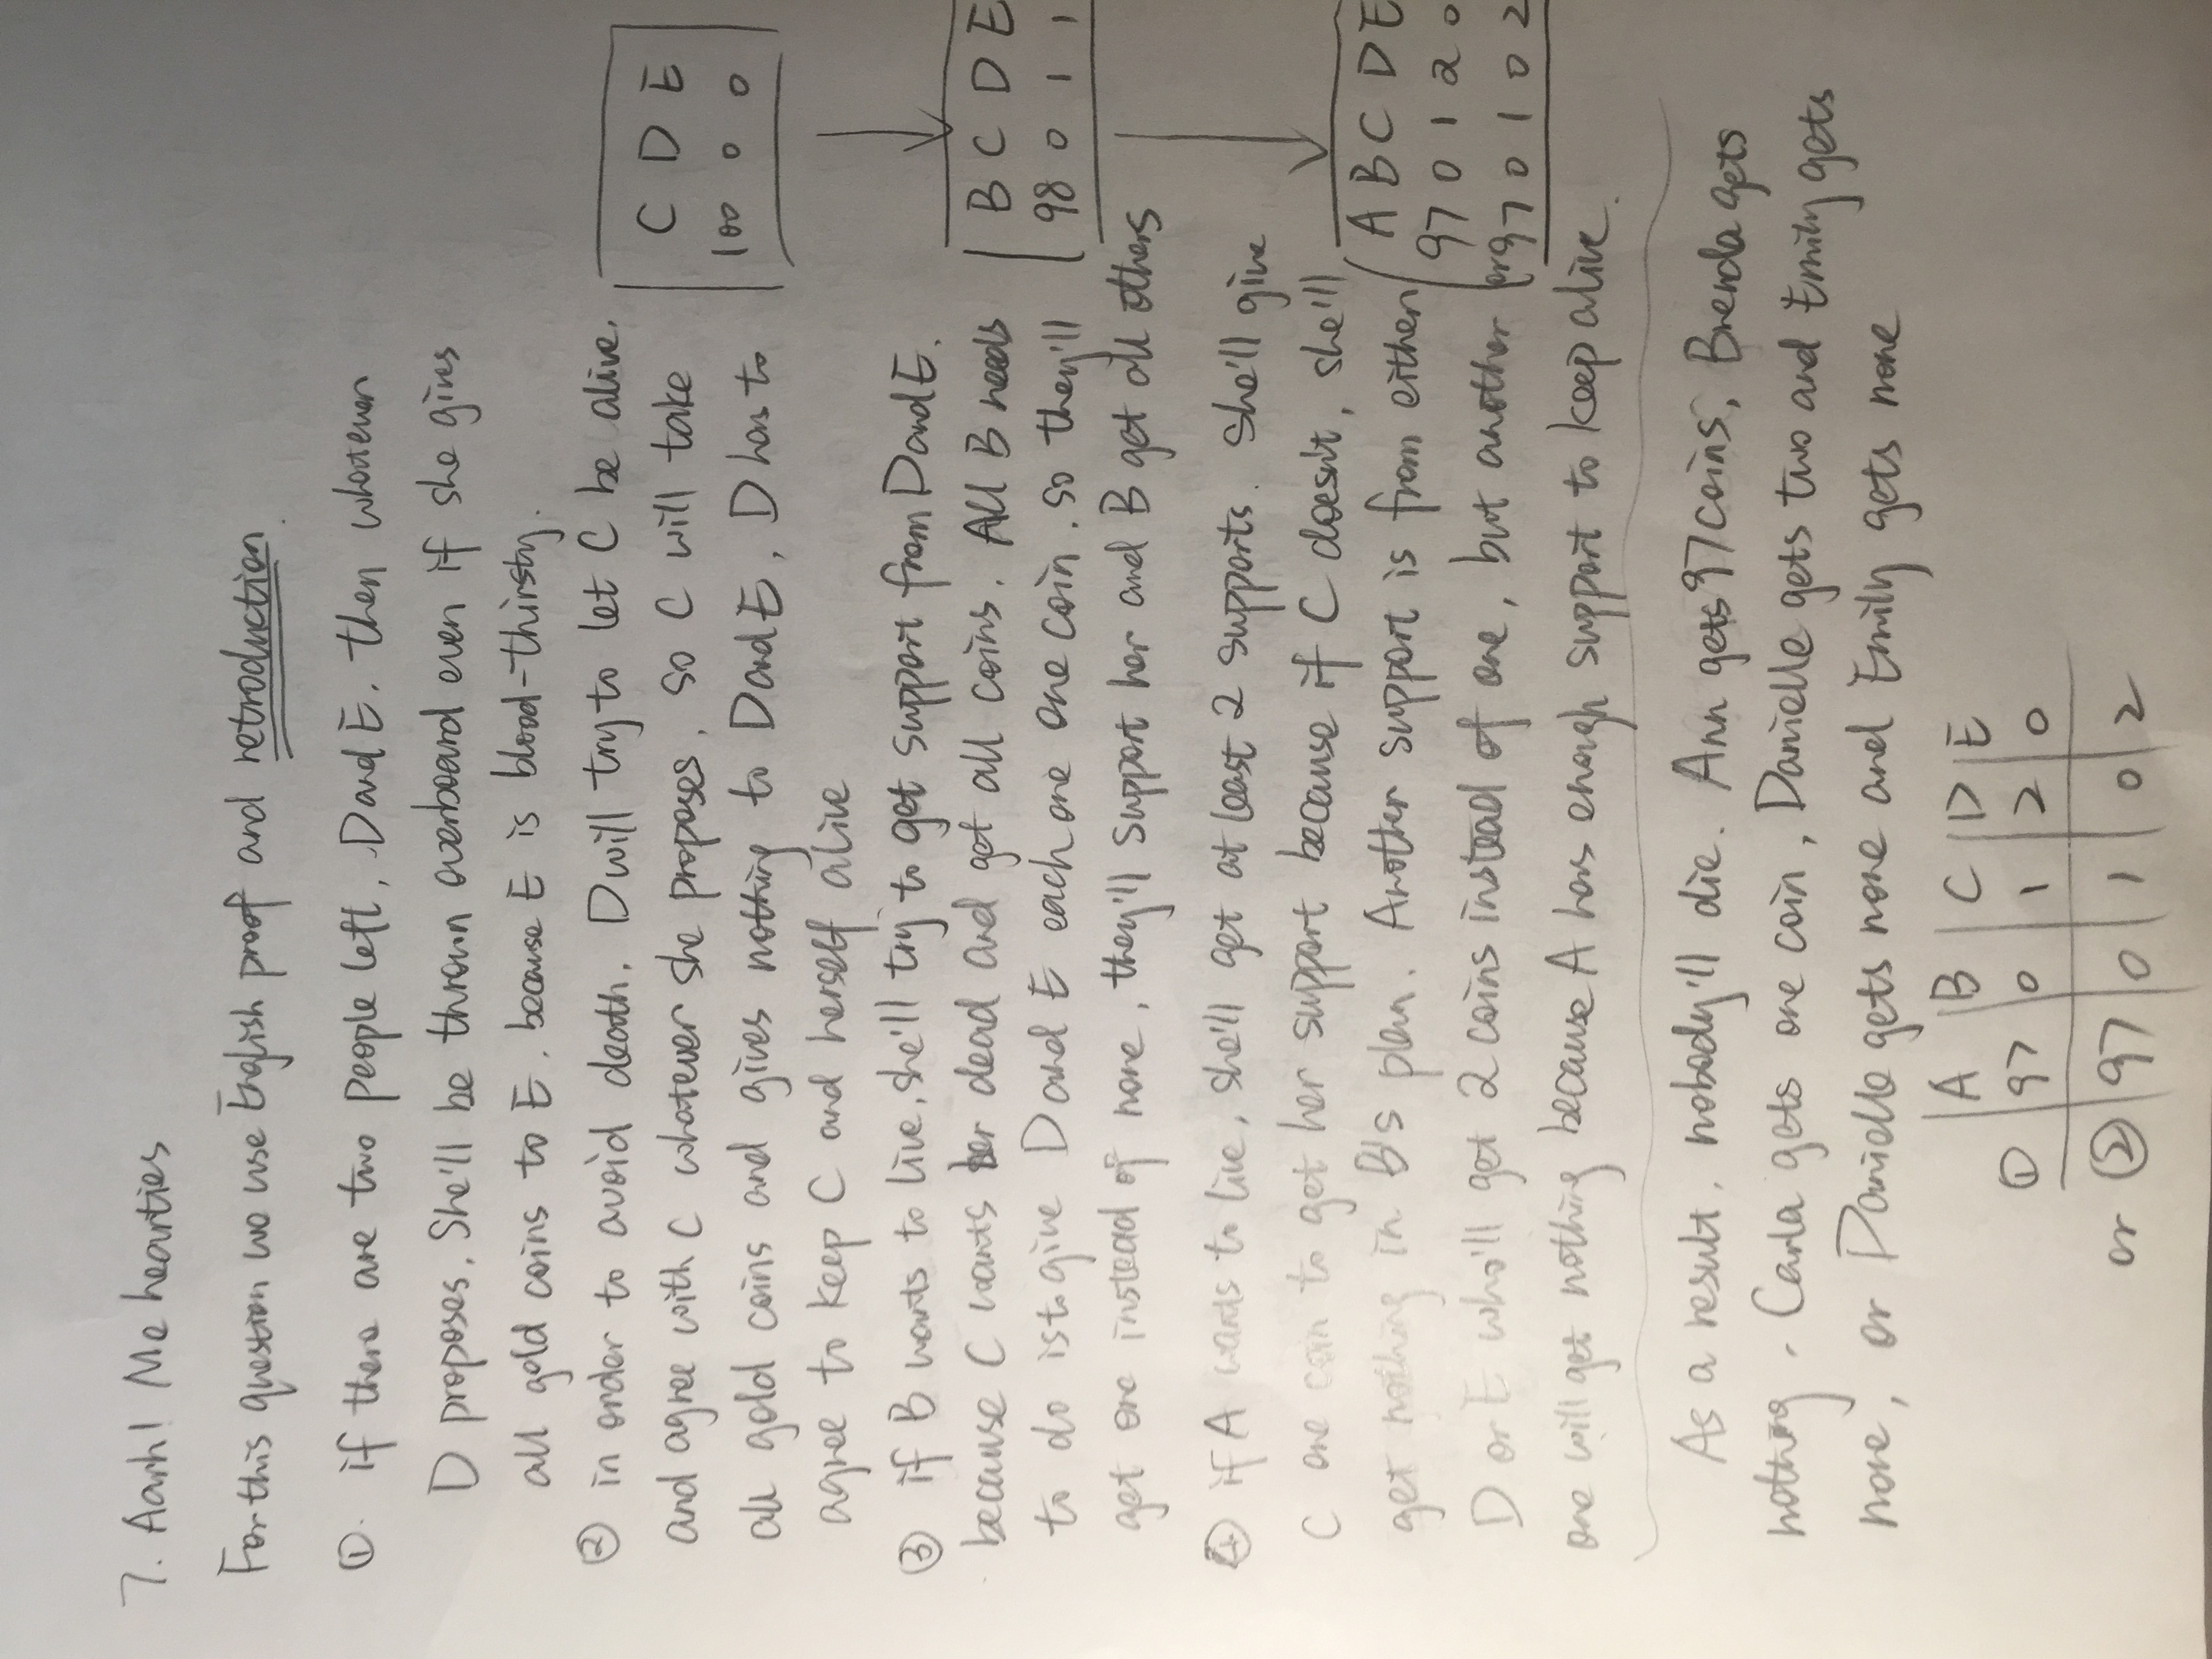 7. Aarh! Me hearties
For this question we use English proof and retroduction.
①. if there are two people left, D and E. then whatever
D proposes, She'll be thrown overboard even if she gives
all gold coins to E, because E is blood-thirsty.
② in order to avoid death, D will try to let C be alive.
and agree with C whatever she proposes, so C will take
all gold coins and gives nothing to D and E, D has to
agree to keep C and herself alive
C D E
100 0 0
③ if B wants to live, she'll try to get support from D and E.
because C wants her dead and get all coins. All B needs
to do is to give D and E each one one coin. so they'll
get one instead of none, they'll support her and B get all others
B C D E
98 0 1 1
④ if A wants to live, she'll get at least 2 supports. She'll give
C one coin to get her support because if C doesn't, she'll
get nothing in B's plan. Another support is from either
D or E who'll get 2 coins instead of one, but another
one will get nothing because A has enough support to keep alive.
A B C D E
97 0 1 2 0
or 97 0 1 0 2
As a result, nobody'll die. Ann gets 97 coins, Brenda gets
nothing. Carla gets one coin, Danielle gets two and Emily gets
none, or Danielle gets none and Emily gets none
A B C D E
① 97 0 1 2 0
or ② 97 0 1 0 2